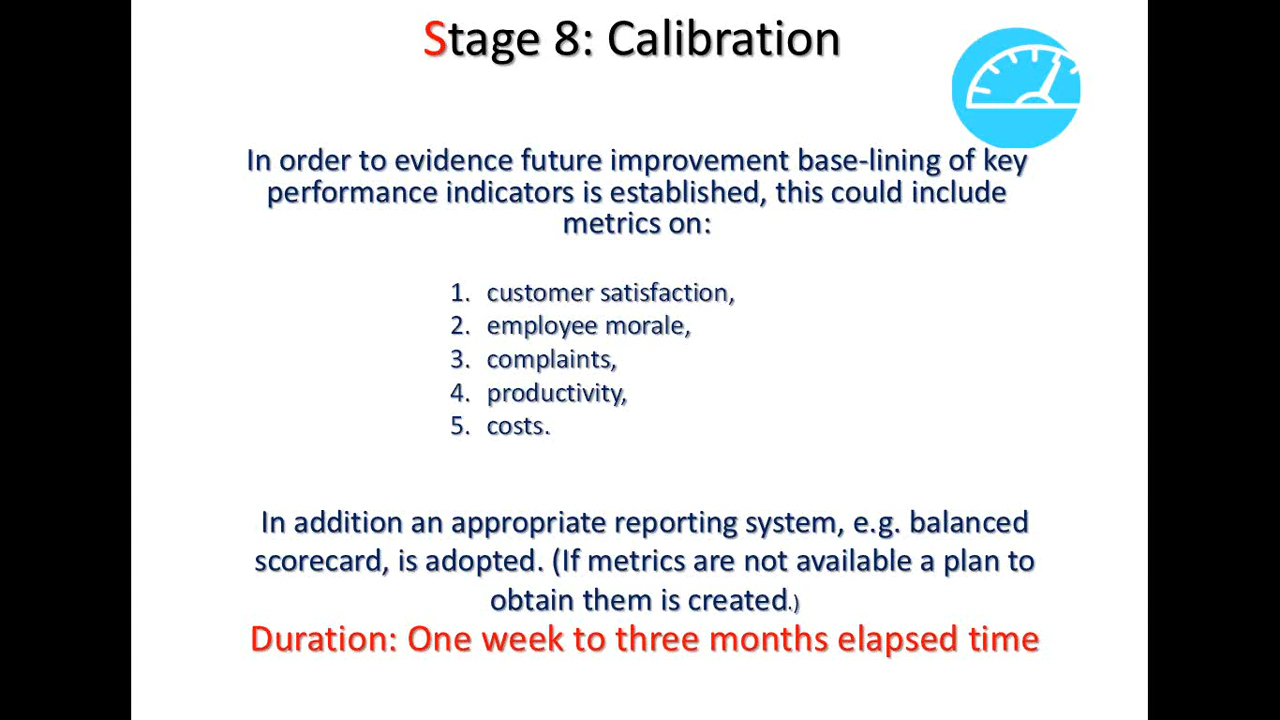 Stage 8: Calibration
In order to evidence future improvement base-lining of key
performance indicators is established, this could include
metrics on:
1. customer satisfaction,
2. employee morale,
3. complaints,
4. productivity,
5. costs.
In addition an appropriate reporting system, e.g. balanced
scorecard, is adopted. (If metrics are not available a plan to
obtain them is created.)
Duration: One week to three months elapsed time